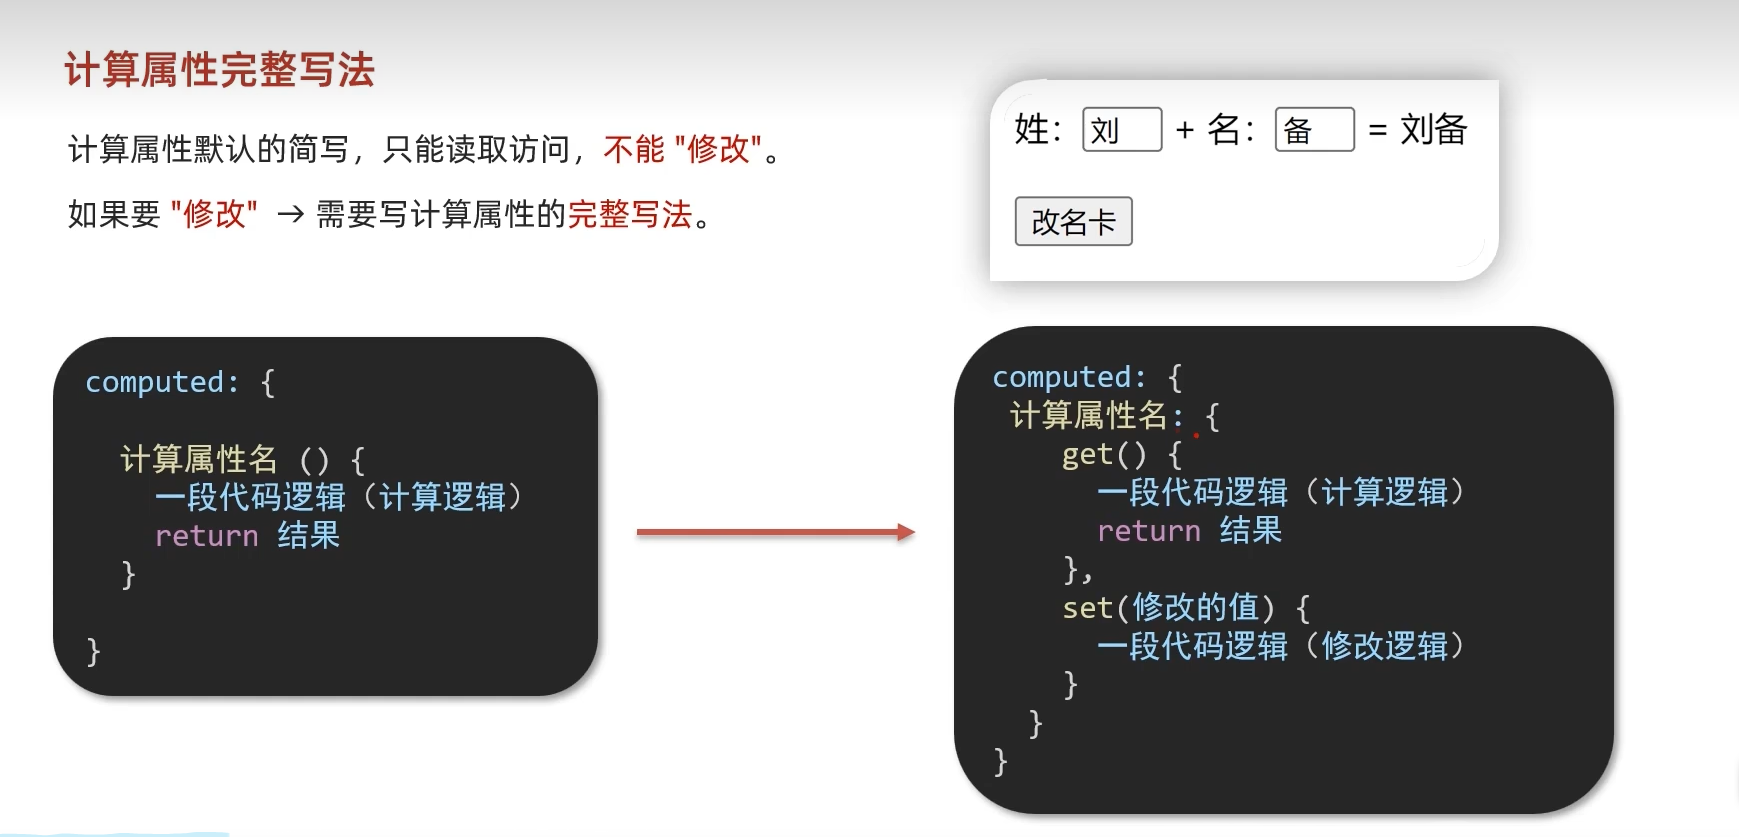 计算属性完整写法
计算属性默认的简写，只能读取访问，不能 "修改"。
如果要 "修改" → 需要写计算属性的完整写法。
姓： 刘 + 名： 备 = 刘备
改名卡
computed: {
计算属性名 () {
一段代码逻辑（计算逻辑）
return 结果
}
}
computed: {
计算属性名: {
get() {
一段代码逻辑（计算逻辑）
return 结果
},
set(修改的值) {
一段代码逻辑（修改逻辑）
}
}
}